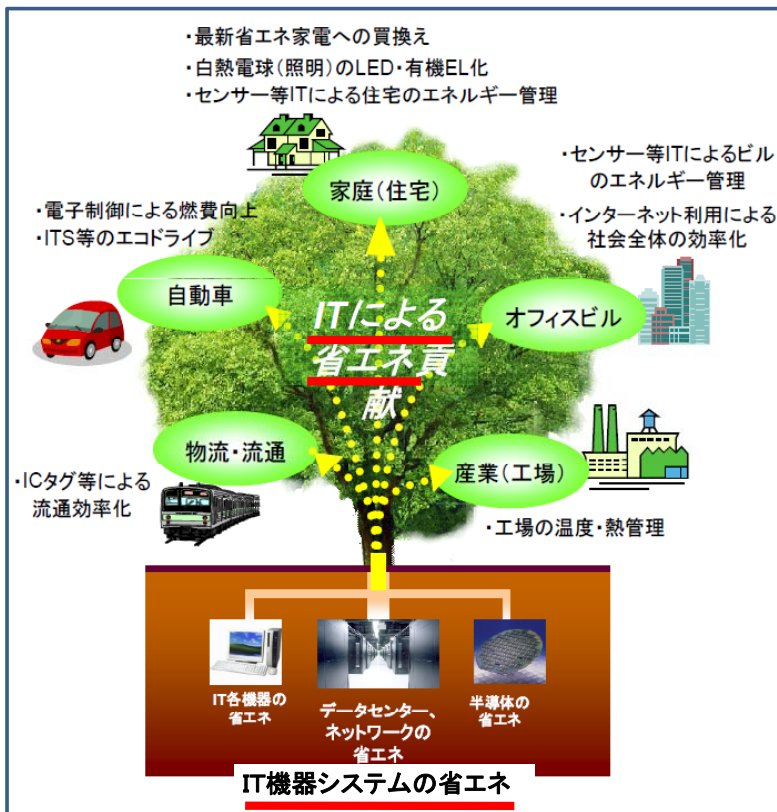 ・最新省エネ家電への買換え
・白熱電球(照明)のLED・有機EL化
・センサー等ITによる住宅のエネルギー管理
家庭(住宅)
・センサー等ITによるビル
のエネルギー管理
・インターネット利用による
社会全体の効率化
・電子制御による燃費向上
・ITS等のエコドライブ
自動車
オフィスビル
ITによる
省エネ貢
献
物流・流通
・ICタグ等による
流通効率化
産業(工場)
・工場の温度・熱管理
IT各機器の
省エネ
データセンター、
ネットワークの
省エネ
半導体の
省エネ
IT機器システムの省エネ